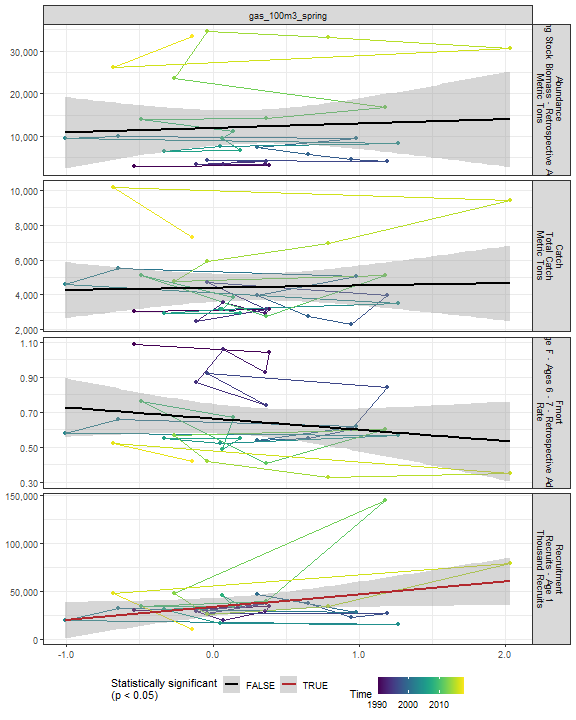 gas_100m3_spring
30,000
20,000
10,000
Abundance
Stock Biomass - Retrospective
Metric Tons
10,000
8,000
6,000
4,000
2,000
Catch
Total Catch
Metric Tons
1.10
0.90
0.70
0.50
0.30
Fmort
F - Ages 6 - 7 - Retrospective
Rate
150,000
100,000
50,000
0
Recruitment
Recruits - Age 1
Thousand Recruits
-1.0
0.0
1.0
2.0
Statistically significant
(p < 0.05)
FALSE
TRUE
Time
1990
2000
2010